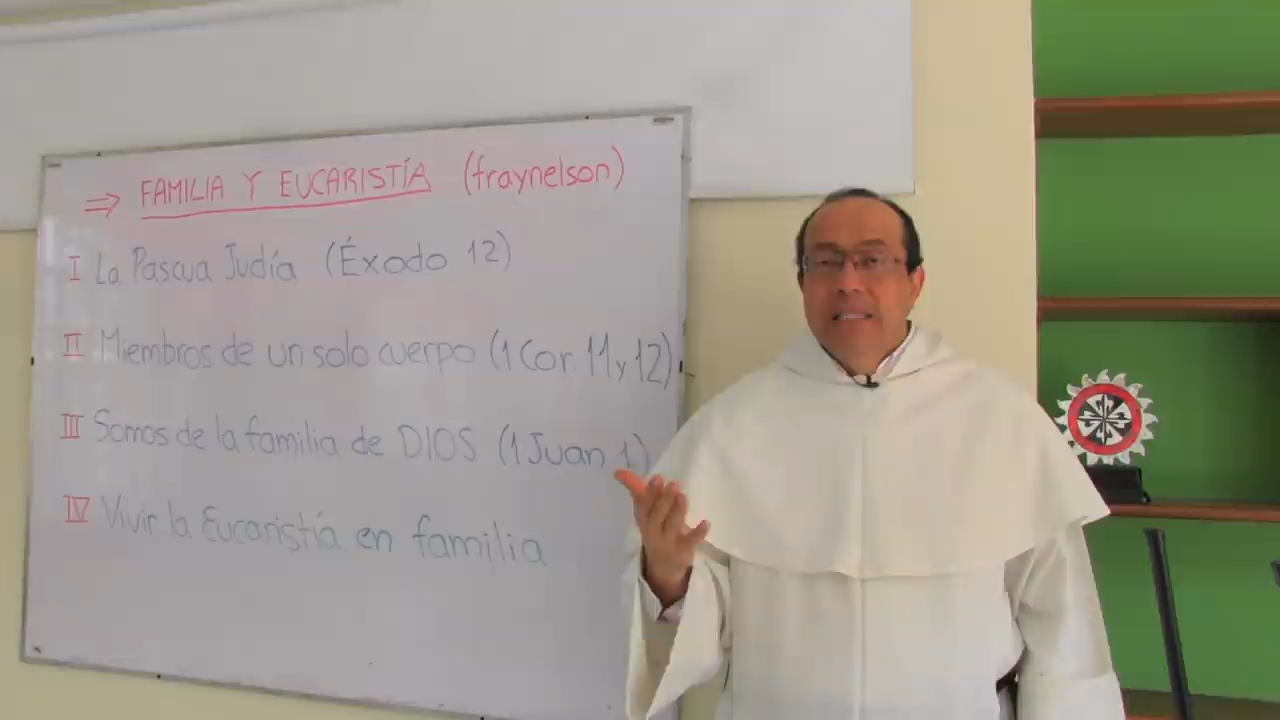 ⇒ FAMILIA Y EUCARISTÍA (fraynelson)
I La Pascua Judía (Éxodo 12)
II Miembros de un solo cuerpo (1 Cor. 11 y 12)
III Somos de la familia de DIOS (1 Juan 1)
IV Vivir la Eucaristía en familia